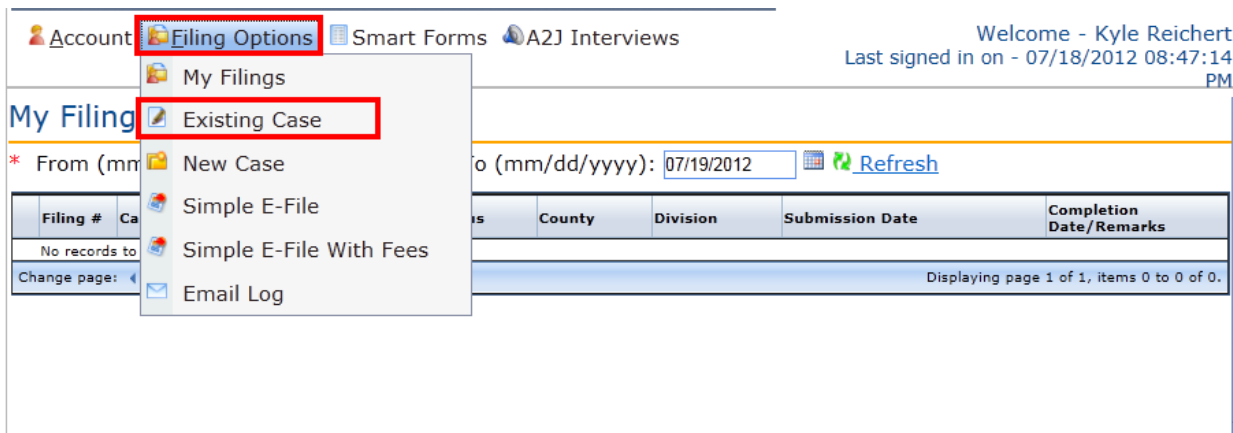 Account Filing Options Smart Forms A2J Interviews
Welcome - Kyle Reichert
Last signed in on - 07/18/2012 08:47:14
PM
My Filings
Existing Case
New Case
Simple E-File
Simple E-File With Fees
Email Log
My Filing
* From (mm o (mm/dd/yyyy): 07/19/2012 Refresh
Filing # Ca us County Division Submission Date Completion
Date/Remarks
No records to
Change page: Displaying page 1 of 1, items 0 to 0 of 0.